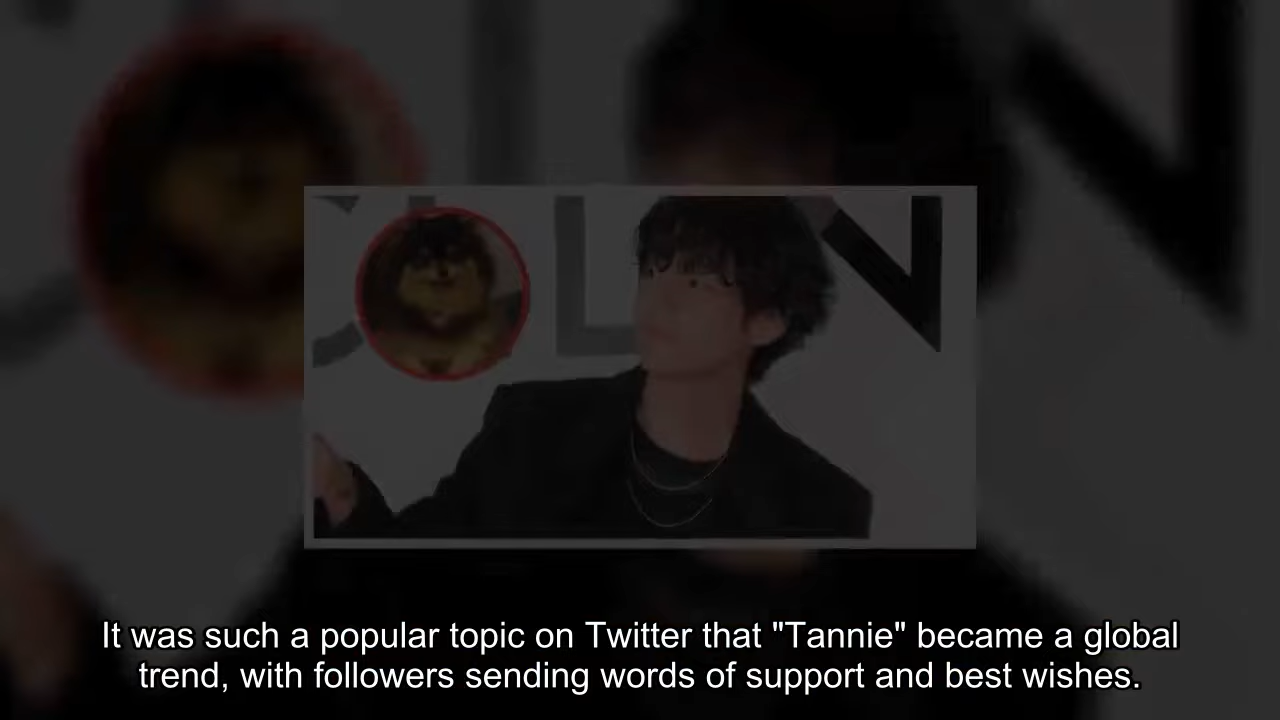 It was such a popular topic on Twitter that "Tannie" became a global
trend, with followers sending words of support and best wishes.